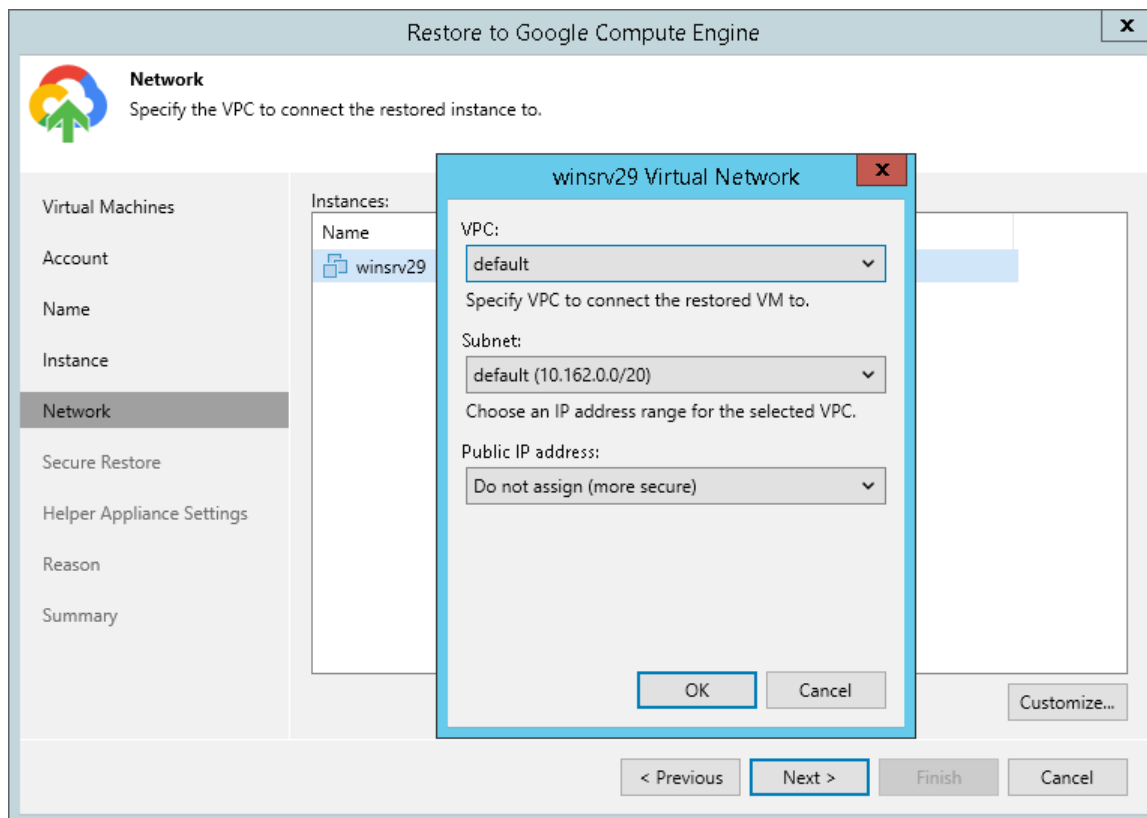 Restore to Google Compute Engine
x
Network
Specify the VPC to connect the restored instance to.
Virtual Machines
Account
Name
Instance
Network
Secure Restore
Helper Appliance Settings
Reason
Summary
Instances:
Name
winsrv29
winsrv29 Virtual Network
x
VPC:
default
Specify VPC to connect the restored VM to.
Subnet:
default (10.162.0.0/20)
Choose an IP address range for the selected VPC.
Public IP address:
Do not assign (more secure)
OK
Cancel
Customize...
< Previous
Next >
Finish
Cancel